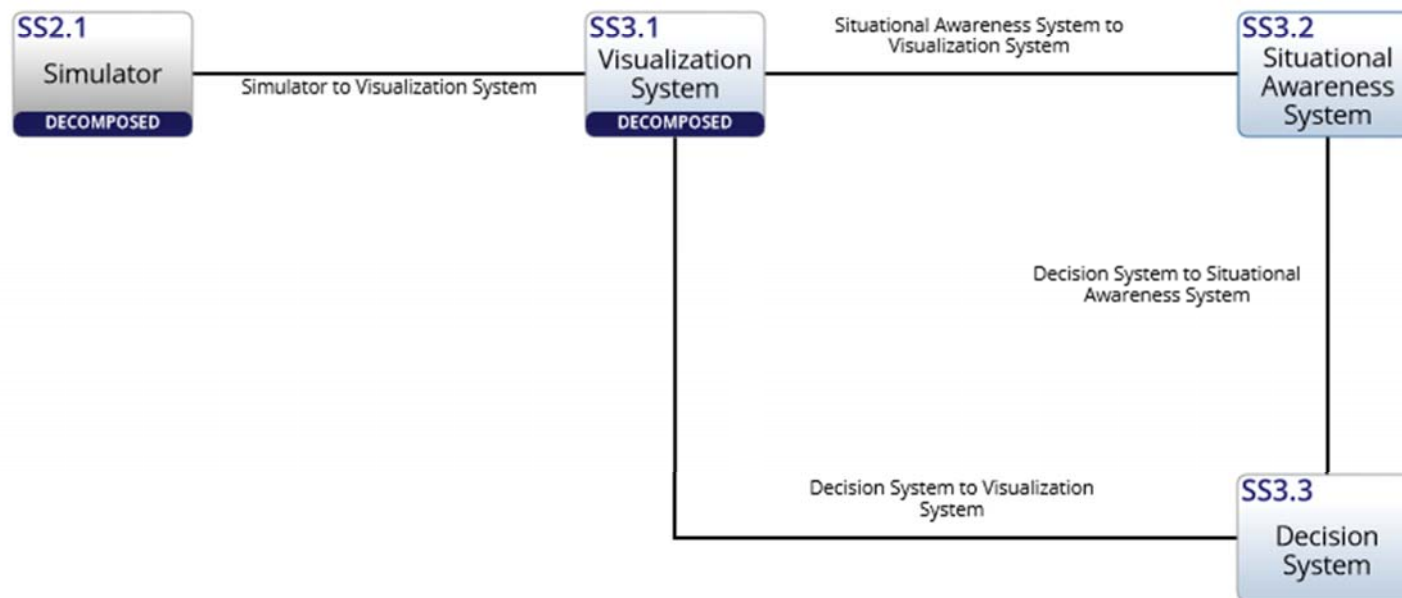 SS2.1
Simulator
DECOMPOSED
Simulator to Visualization System
SS3.1
Visualization
System
DECOMPOSED
Situational Awareness System to
Visualization System
SS3.2
Situational
Awareness
System
Decision System to Situational
Awareness System
Decision System to Visualization
System
SS3.3
Decision
System